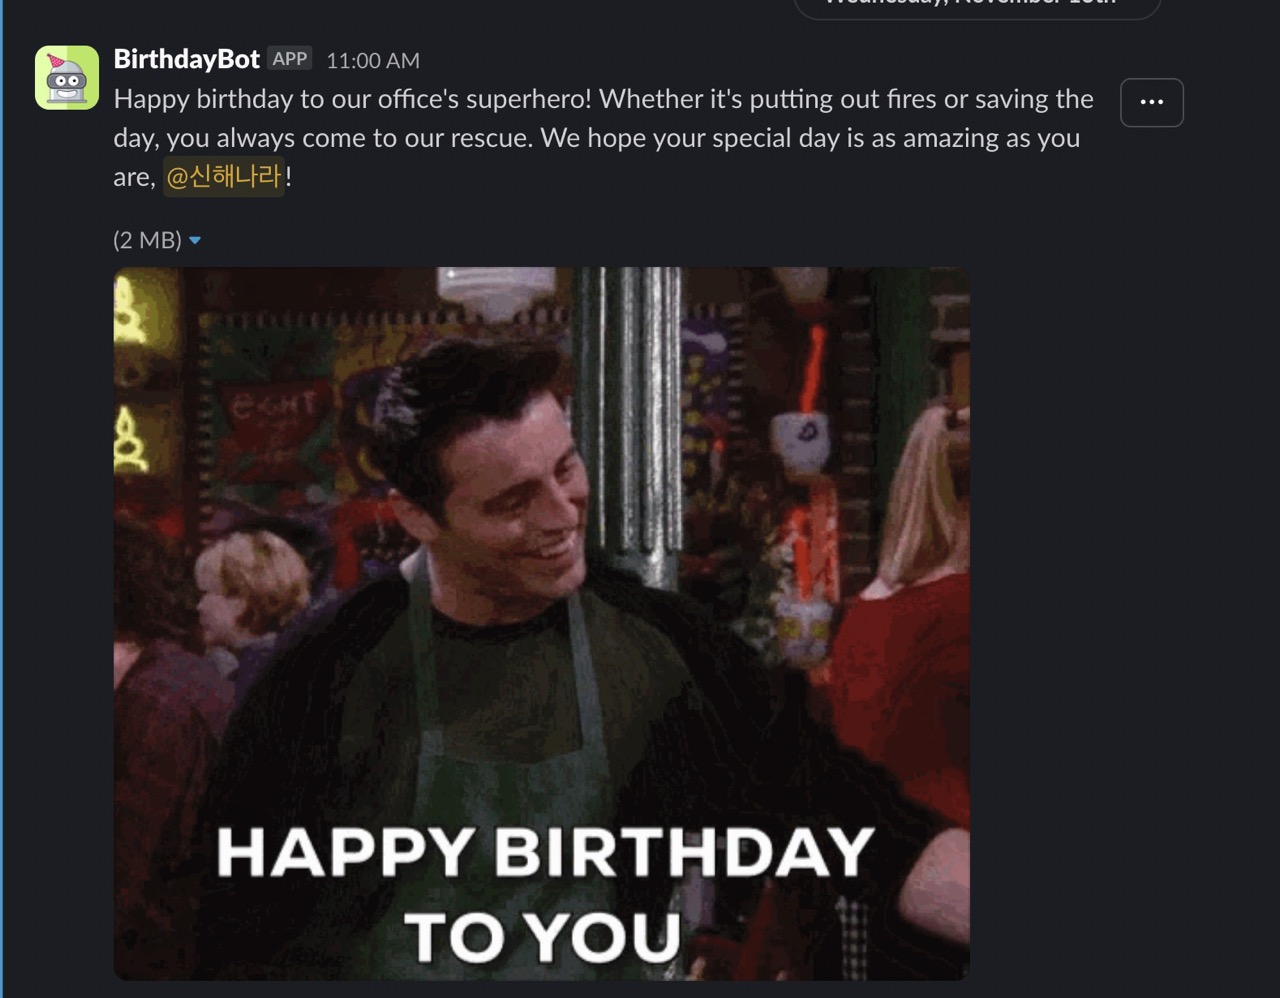 BirthdayBot APP 11:00 AM
Happy birthday to our office's superhero! Whether it's putting out fires or saving the
day, you always come to our rescue. We hope your special day is as amazing as you
are, @신해나라!
(2 MB)
HAPPY BIRTHDAY
TO YOU